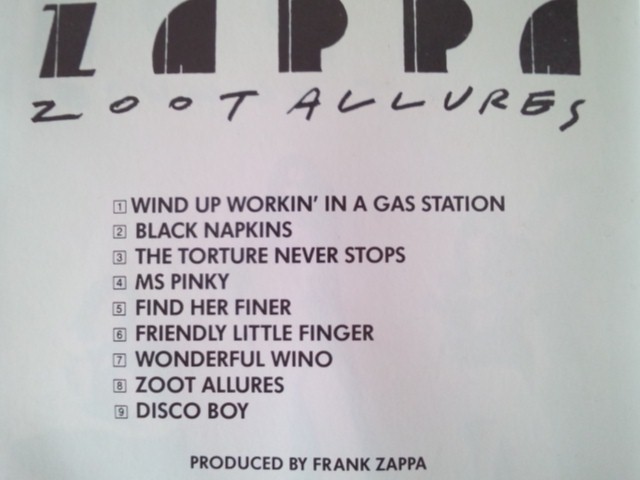 ZAPPA
ZOOT ALLURES
1 WIND UP WORKIN' IN A GAS STATION
2 BLACK NAPKINS
3 THE TORTURE NEVER STOPS
4 MS PINKY
5 FIND HER FINER
6 FRIENDLY LITTLE FINGER
7 WONDERFUL WINO
8 ZOOT ALLURES
9 DISCO BOY
PRODUCED BY FRANK ZAPPA